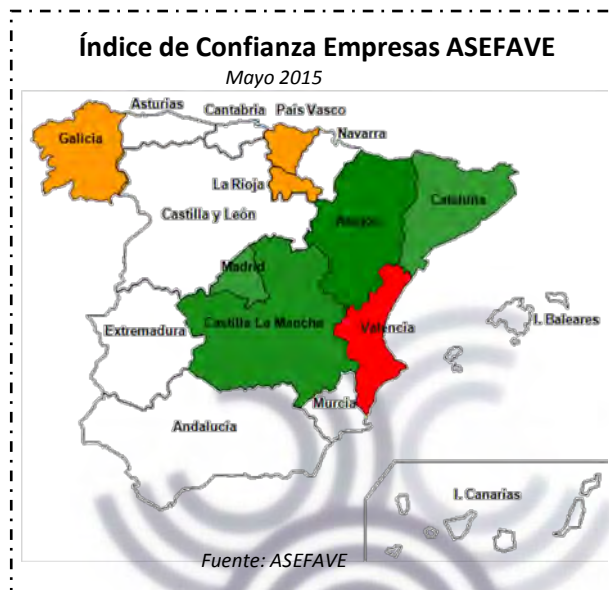 Índice de Confianza Empresas ASEFAVE
Mayo 2015
Asturias
Cantabria
País Vasco
Galicia
Navarra
La Rioja
Castilla y León
Aragón
Cataluña
Madrid
Extremadura
Castilla La Mancha
Valencia
I. Baleares
Murcia
Andalucía
I. Canarias
Fuente: ASEFAVE